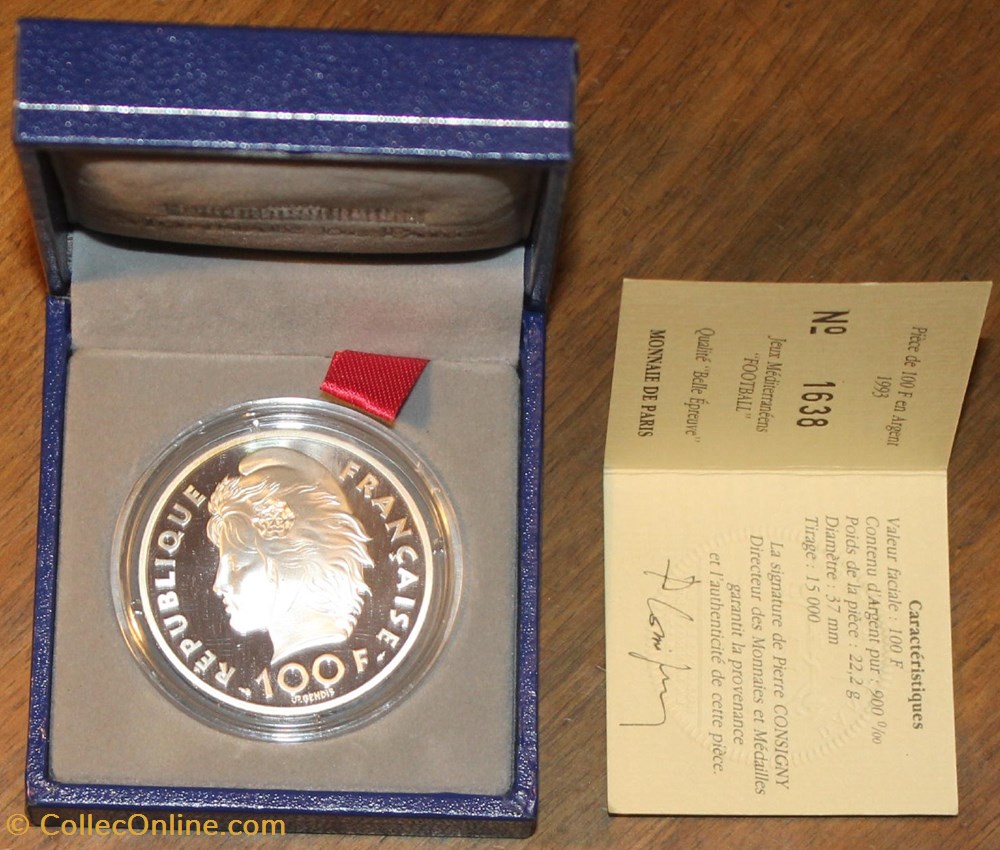 RÉPUBLIQUE
FRANÇAISE
100 F
Pièce de 100 F en Argent
1993
Nº 1638
Jeux Méditerranéens
"FOOTBALL"
Qualité "Belle Épreuve"
MONNAIE DE PARIS
Caractéristiques
Valeur faciale : 100 F
Contenu d'Argent pur : 900 º/oo
Poids de la pièce : 22.2 g
Diamètre : 37 mm
Tirage : 15 000
La signature de Pierre CONSIGNY
Directeur des Monnaies et Médailles
garantit la provenance
et l'authenticité de cette pièce.
© CollecOnline.com